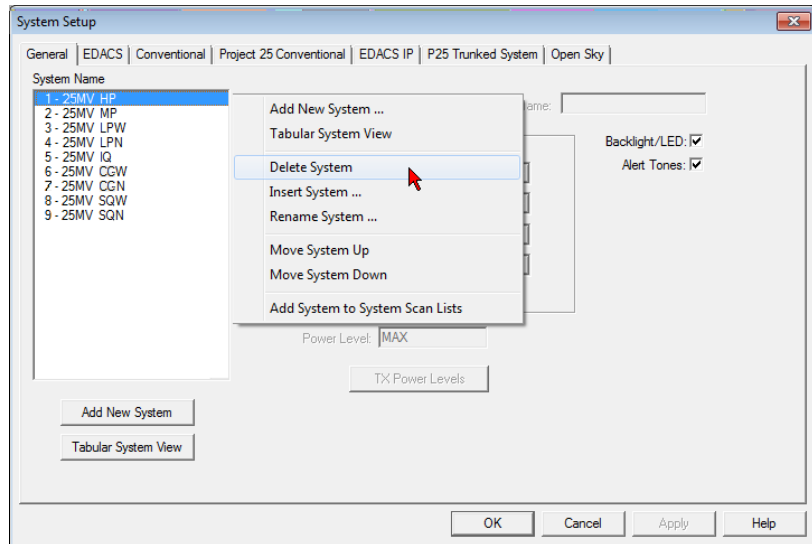 System Setup
General EDACS Conventional Project 25 Conventional EDACS IP P25 Trunked System Open Sky
System Name
1 - 25MV HP
2 - 25MV MP
3 - 25MV LPW
4 - 25MV LPN
5 - 25MV IQ
6 - 25MV CGW
7 - 25MV CGN
8 - 25MV SQW
9 - 25MV SQN
Add New System ...
Tabular System View
Delete System
Insert System ...
Rename System ...
Move System Up
Move System Down
Add System to System Scan Lists
ame:
Backlight/LED:
Alert Tones:
Power Level: MAX
TX Power Levels
Add New System
Tabular System View
OK Cancel Apply Help